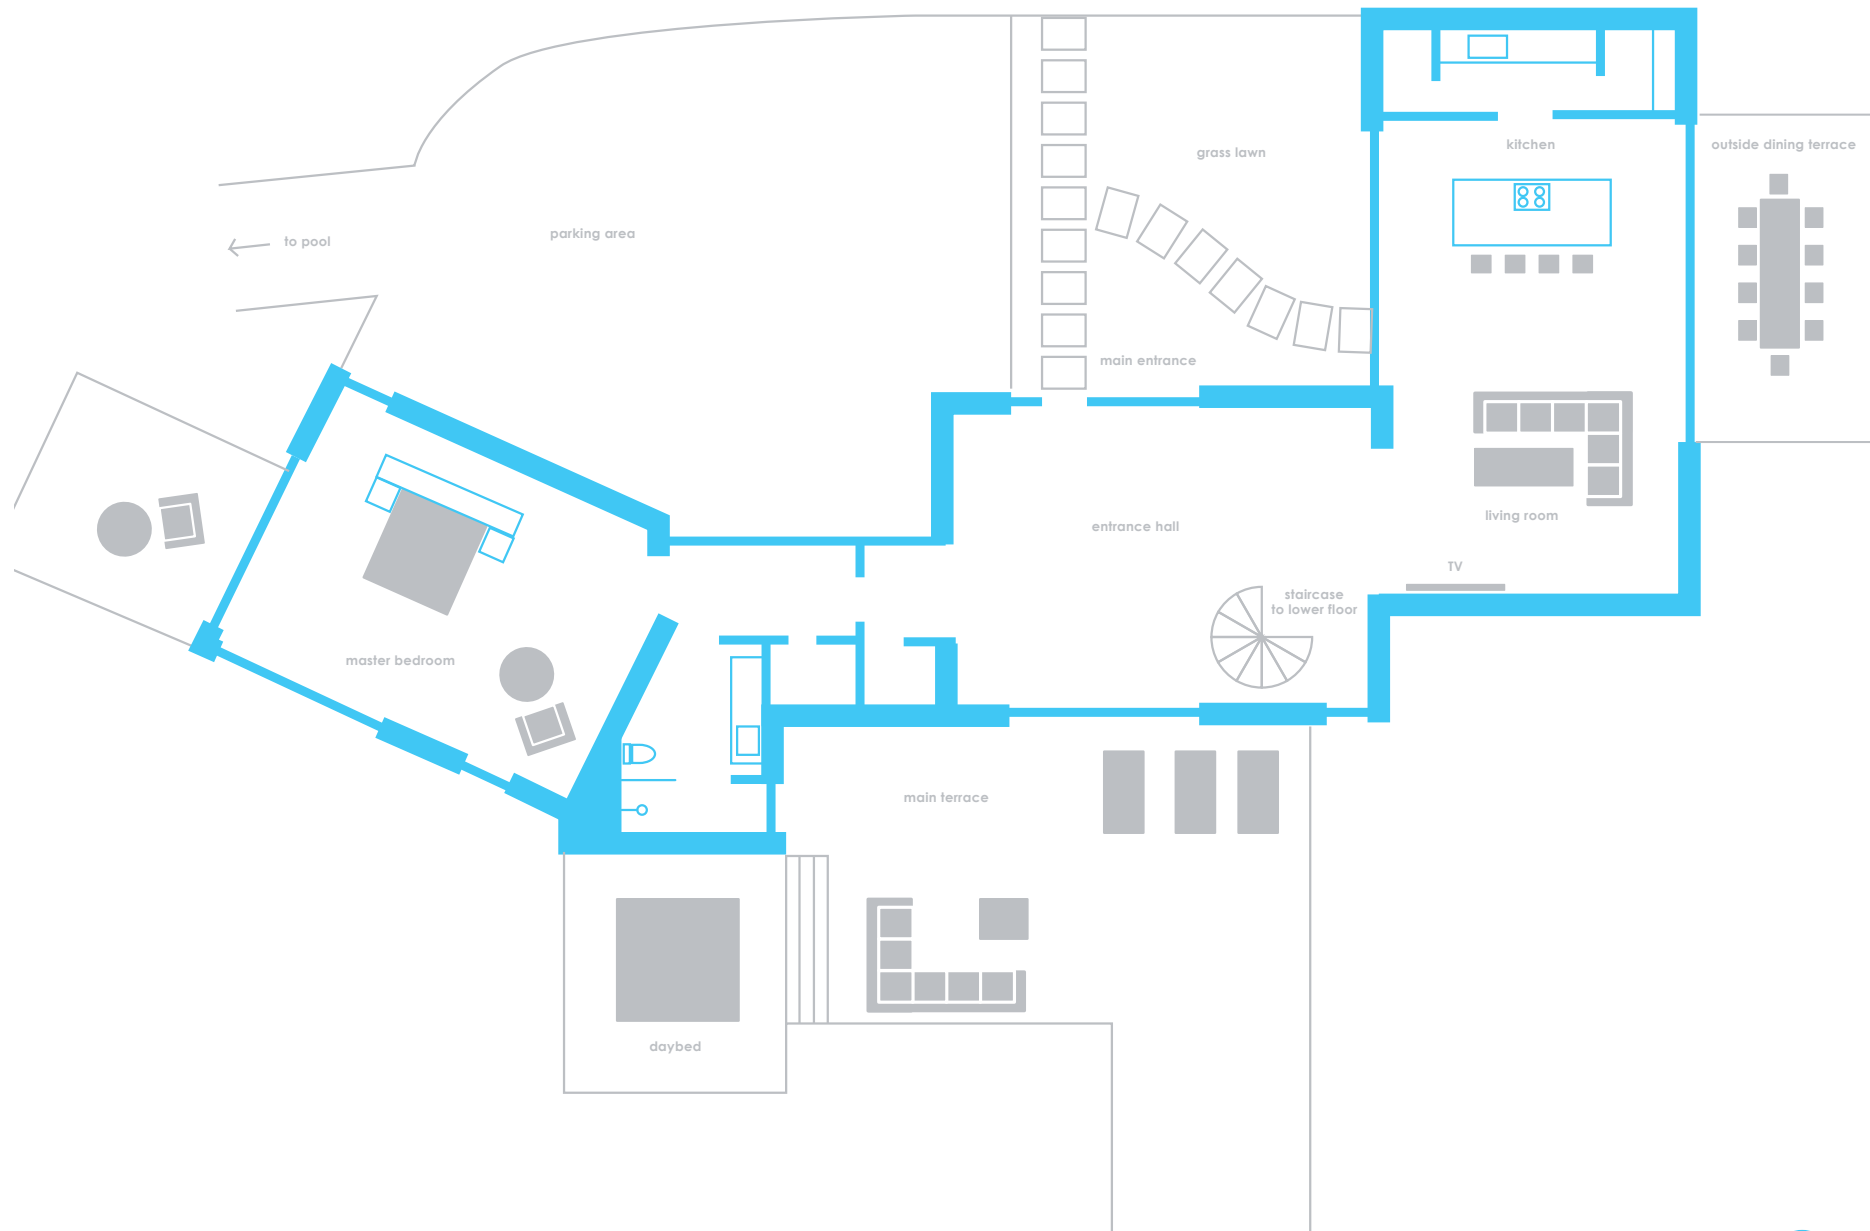 grass lawn
kitchen
outside dining terrace
parking area
to pool
main entrance
entrance hall
living room
TV
staircase
to lower floor
master bedroom
main terrace
daybed